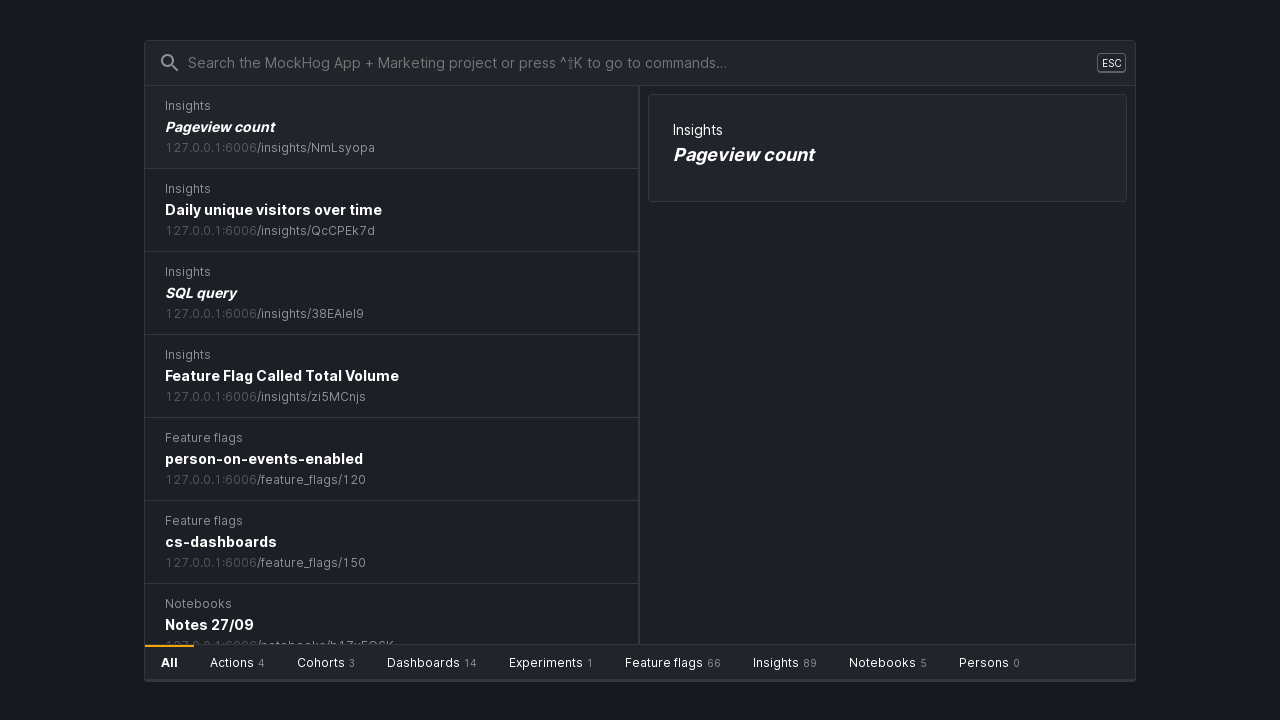 Search the MockHog App + Marketing project or press ^⇧K to go to commands...
ESC
Insights
Pageview count
127.0.0.1:6006/insights/NmLsyopa
Insights
Daily unique visitors over time
127.0.0.1:6006/insights/QcCPEk7d
Insights
SQL query
127.0.0.1:6006/insights/38EAIeI9
Insights
Feature Flag Called Total Volume
127.0.0.1:6006/insights/zi5MCnjs
Feature flags
person-on-events-enabled
127.0.0.1:6006/feature_flags/120
Feature flags
cs-dashboards
127.0.0.1:6006/feature_flags/150
Notebooks
Notes 27/09
Insights
Pageview count
All
Actions 4
Cohorts 3
Dashboards 14
Experiments 1
Feature flags 66
Insights 89
Notebooks 5
Persons 0